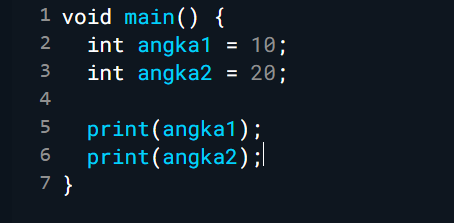 1 void main() {
2   int angka1 = 10;
3   int angka2 = 20;
4
5   print(angka1);
6   print(angka2);
7 }